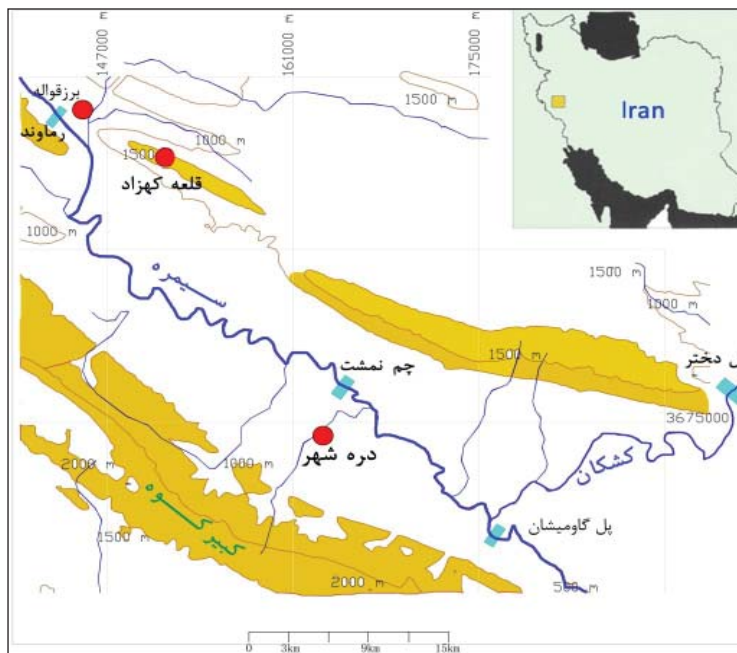 147000 m
161000 m
175000 m
Iran
برزقواله
رماوند
1500 m
1000 m
1500
قلعه کهزاد
1000 m
سیمره
1500 m
1000 m
1500 m
ل دختر
چم نمشت
3675000
دره شهر
2000 m
1000 m
کشکان
کبیر کوه
پل گاومیشان
1500 m
2000 m
500 m
0 3km 9km 15km